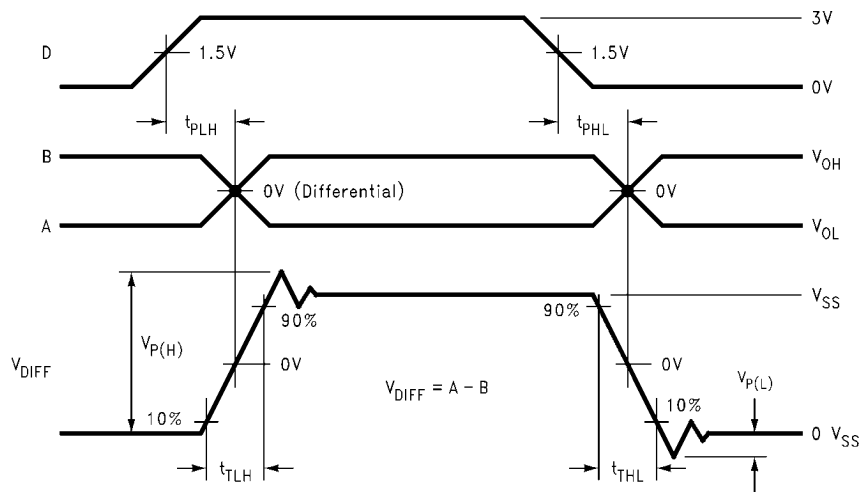 3V
D
1.5V
1.5V
0V
tPLH
tPHL
B
VOH
0V (Differential)
0V
A
VOL
VSS
90%
90%
VP(H)
VDIFF
0V
VDIFF = A – B
0V
VP(L)
10%
10%
0 VSS
tTLH
tTHL